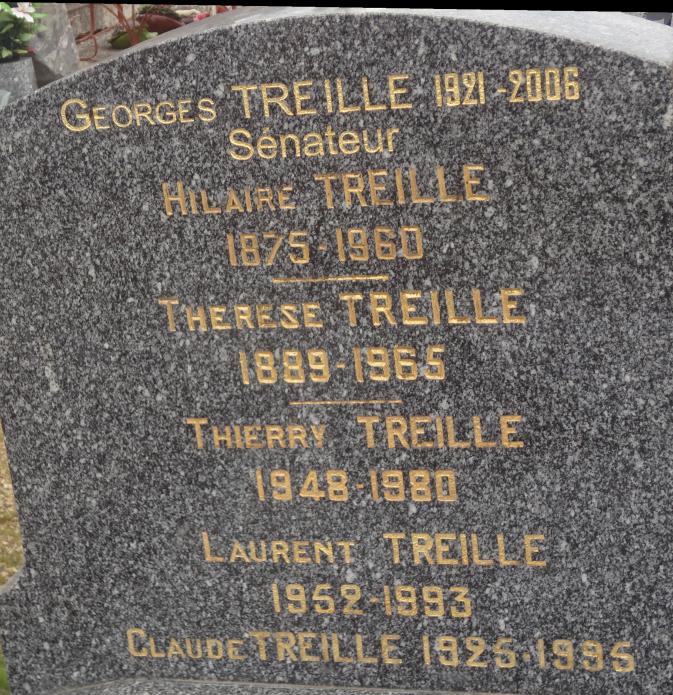 GEORGES TREILLE 1921-2006
Sénateur
HILAIRE TREILLE
1875-1960
THERESE TREILLE
1889-1965
THIERRY TREILLE
1948-1980
LAURENT TREILLE
1952-1993
CLAUDE TREILLE 1925-1995